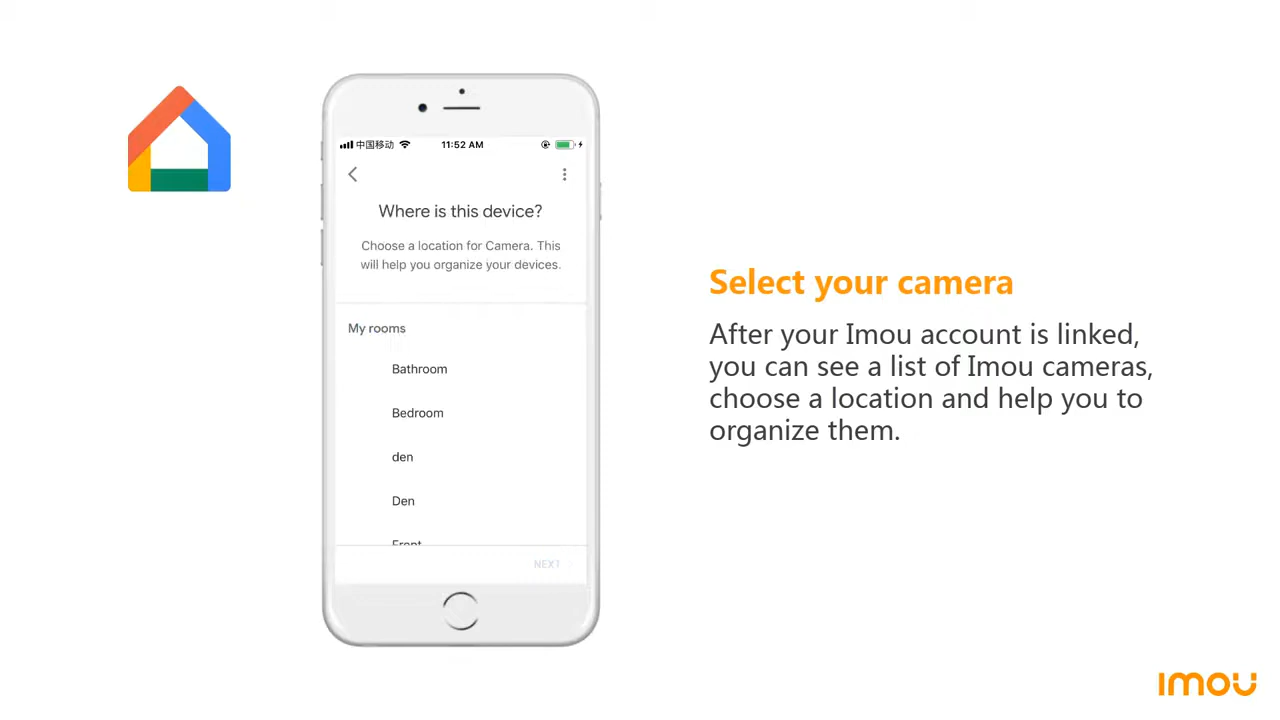 中国移动
11:52 AM
Where is this device?
Choose a location for Camera. This
will help you organize your devices.
My rooms
Bathroom
Bedroom
den
Den
Front
NEXT
Select your camera
After your Imou account is linked,
you can see a list of Imou cameras,
choose a location and help you to
organize them.
imou